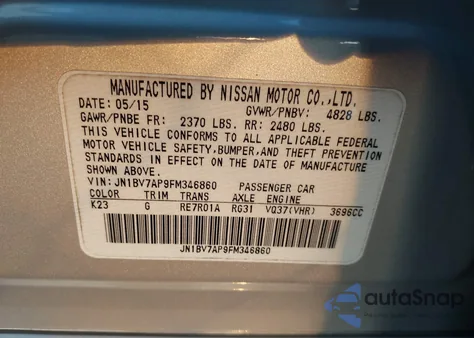 MANUFACTURED BY NISSAN MOTOR CO.,LTD.
DATE: 05/15 GVWR/PNBV: 4828 LBS.
GAWR/PNBE FR: 2370 LBS. RR: 2480 LBS.
THIS VEHICLE CONFORMS TO ALL APPLICABLE FEDERAL
MOTOR VEHICLE SAFETY,BUMPER,AND THEFT PREVENTION
STANDARDS IN EFFECT ON THE DATE OF MANUFACTURE
SHOWN ABOVE.
VIN: JN1BV7AP9FM346860 PASSENGER CAR
COLOR TRIM TRANS AXLE ENGINE
K23 G RE7R01A RG31 VQ37(VHR) 3696CC
JN1BV7AP9FM346860
autoSnap